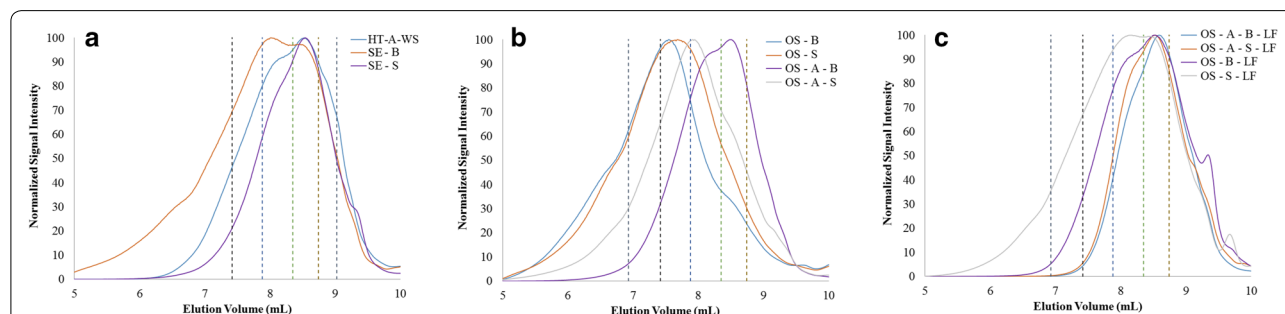 a
HT-A-WS
SE - B
SE - S
Normalized Signal Intensity
100
90
80
70
60
50
40
30
20
10
0
5 6 7 8 9 10
Elution Volume (mL)
b
OS - B
OS - S
OS - A - B
OS - A - S
Normalized Signal Intensity
100
90
80
70
60
50
40
30
20
10
0
5 6 7 8 9 10
Elution Volume (mL)
c
OS - A - B - LF
OS - A - S - LF
OS - B - LF
OS - S - LF
Normalized Signal Intensity
100
90
80
70
60
50
40
30
20
10
0
5 6 7 8 9 10
Elution Volume (mL)